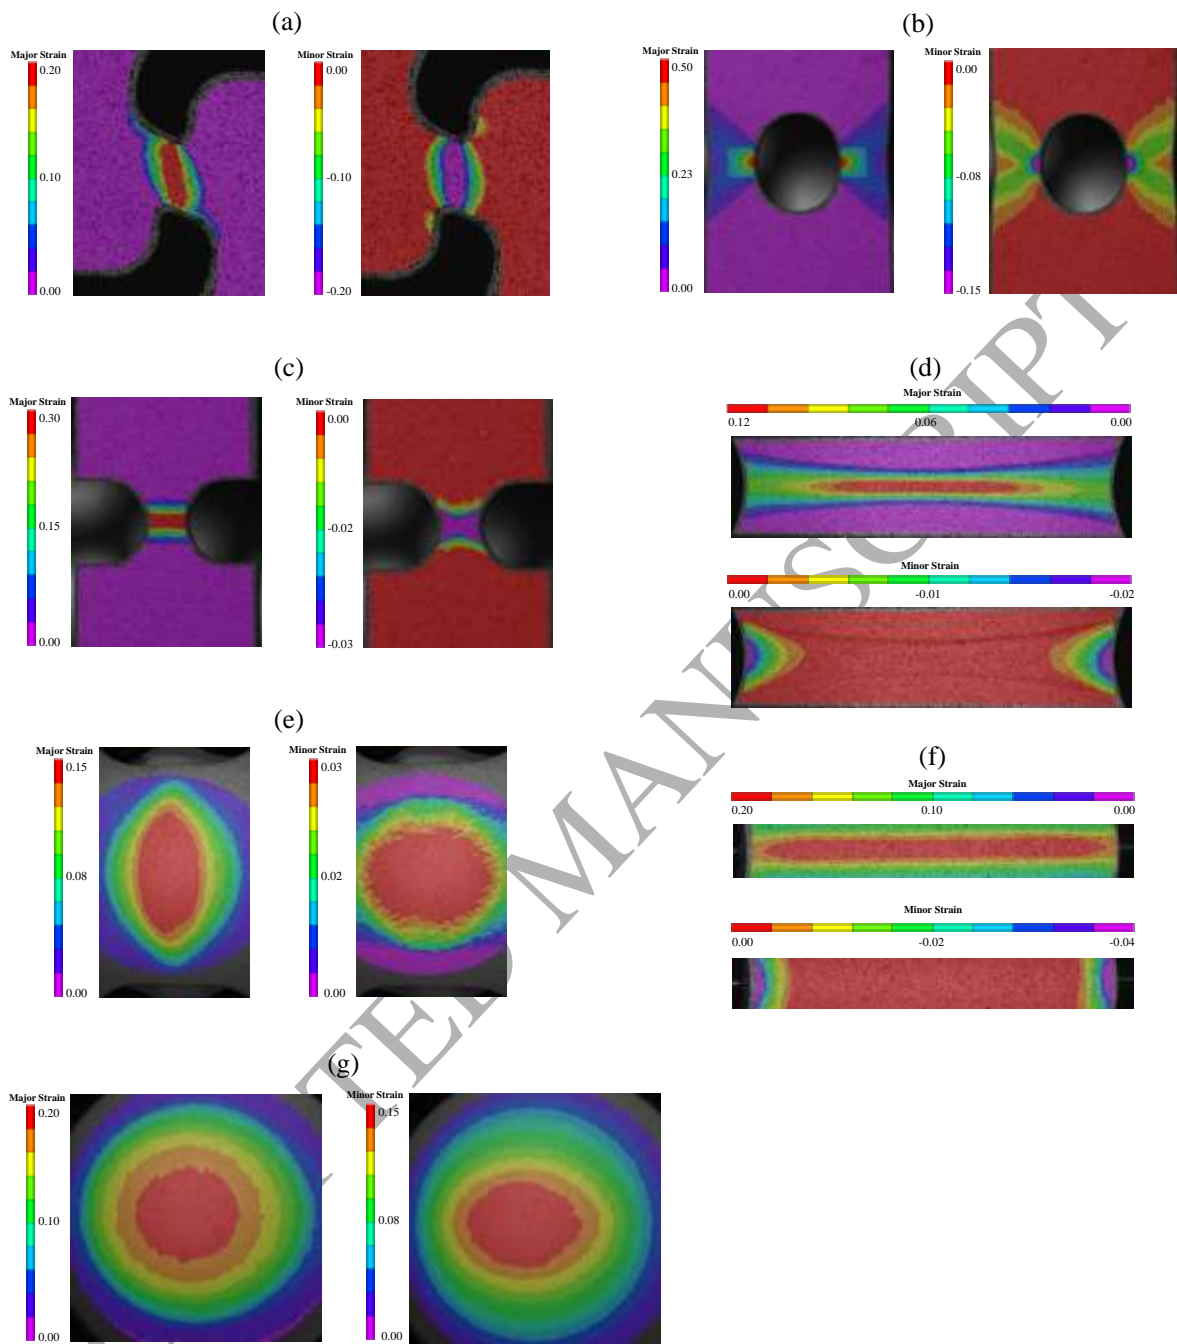 (a)
Major Strain
0.20
0.10
0.00
Minor Strain
0.00
-0.10
-0.20
(b)
Major Strain
0.50
0.23
0.00
Minor Strain
0.00
-0.08
-0.15
(c)
Major Strain
0.30
0.15
0.00
Minor Strain
0.00
-0.02
-0.03
(d)
Major Strain
0.12 0.06 0.00
Minor Strain
0.00 -0.01 -0.02
(e)
Major Strain
0.15
0.08
0.00
Minor Strain
0.03
0.02
0.00
(f)
Major Strain
0.20 0.10 0.00
Minor Strain
0.00 -0.02 -0.04
(g)
Major Strain
0.20
0.10
0.00
Minor Strain
0.15
0.08
0.00
TED MANUSCRIPT